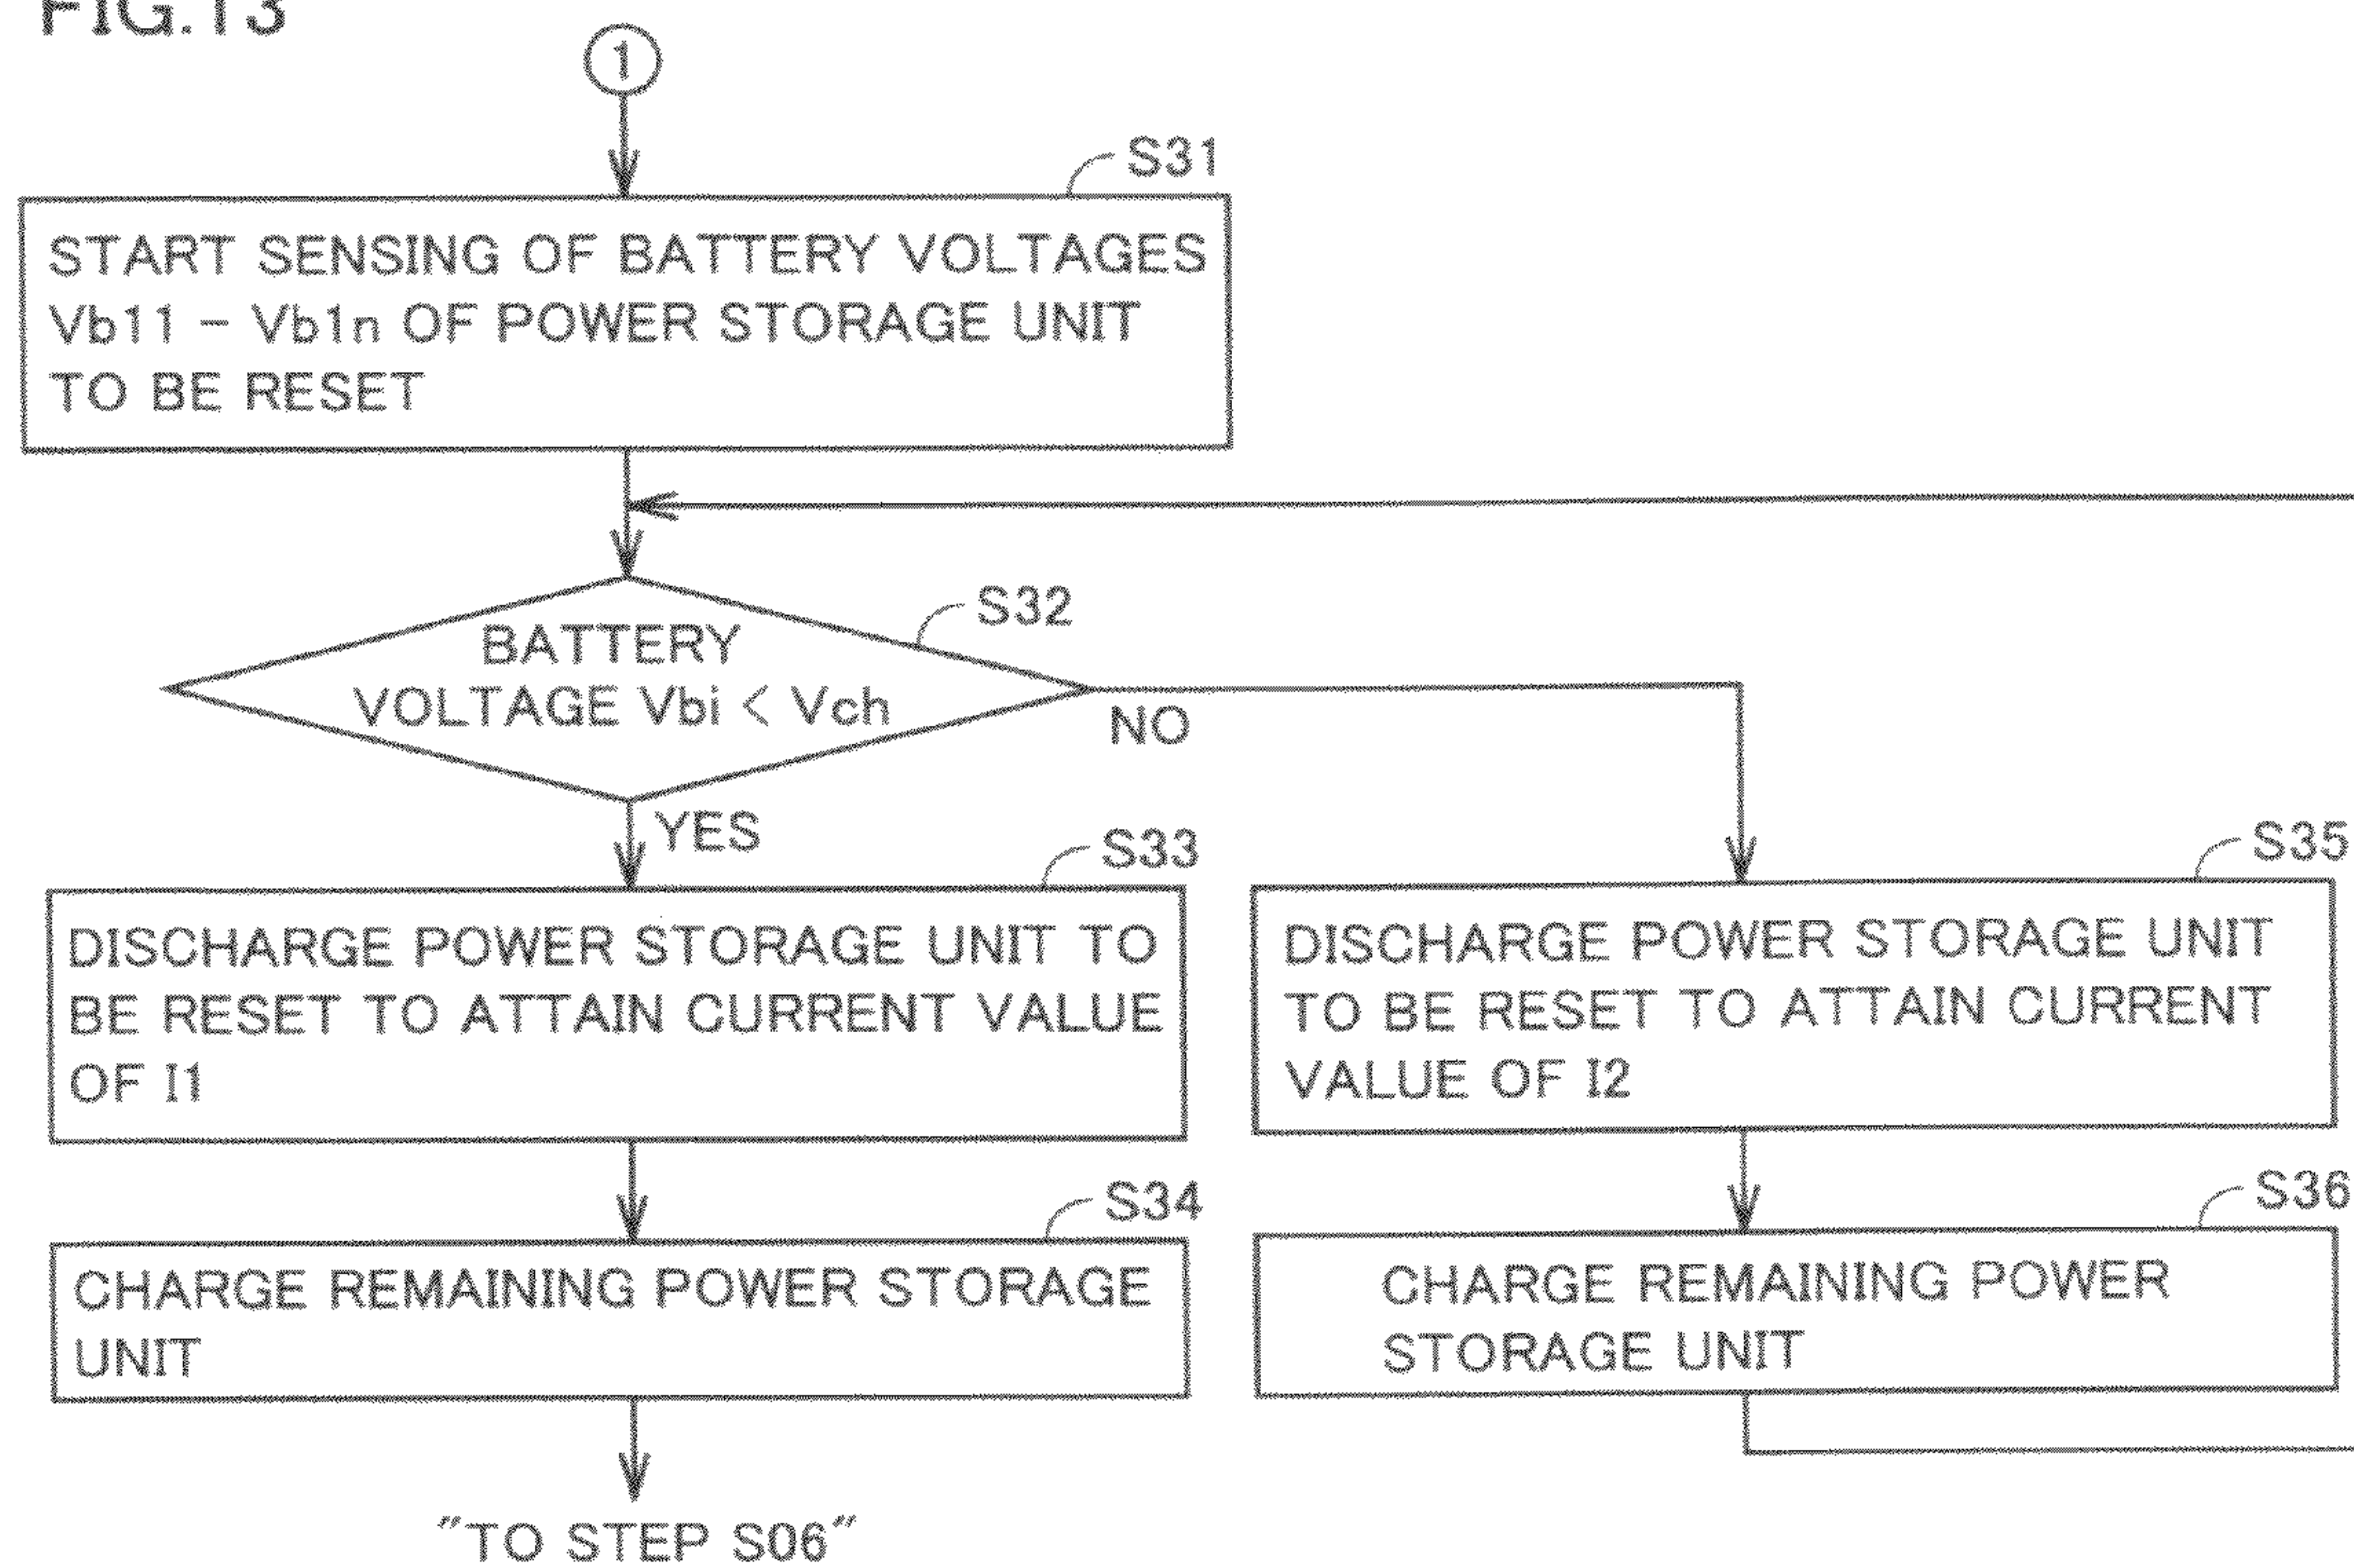 FIG.13
1
S31
START SENSING OF BATTERY VOLTAGES
Vb11 – Vb1n OF POWER STORAGE UNIT
TO BE RESET
S32
BATTERY
VOLTAGE Vbi < Vch
NO
YES
S33
DISCHARGE POWER STORAGE UNIT TO
BE RESET TO ATTAIN CURRENT VALUE
OF I1
S35
DISCHARGE POWER STORAGE UNIT
TO BE RESET TO ATTAIN CURRENT
VALUE OF I2
S34
CHARGE REMAINING POWER STORAGE
UNIT
S36
CHARGE REMAINING POWER
STORAGE UNIT
"TO STEP S06"